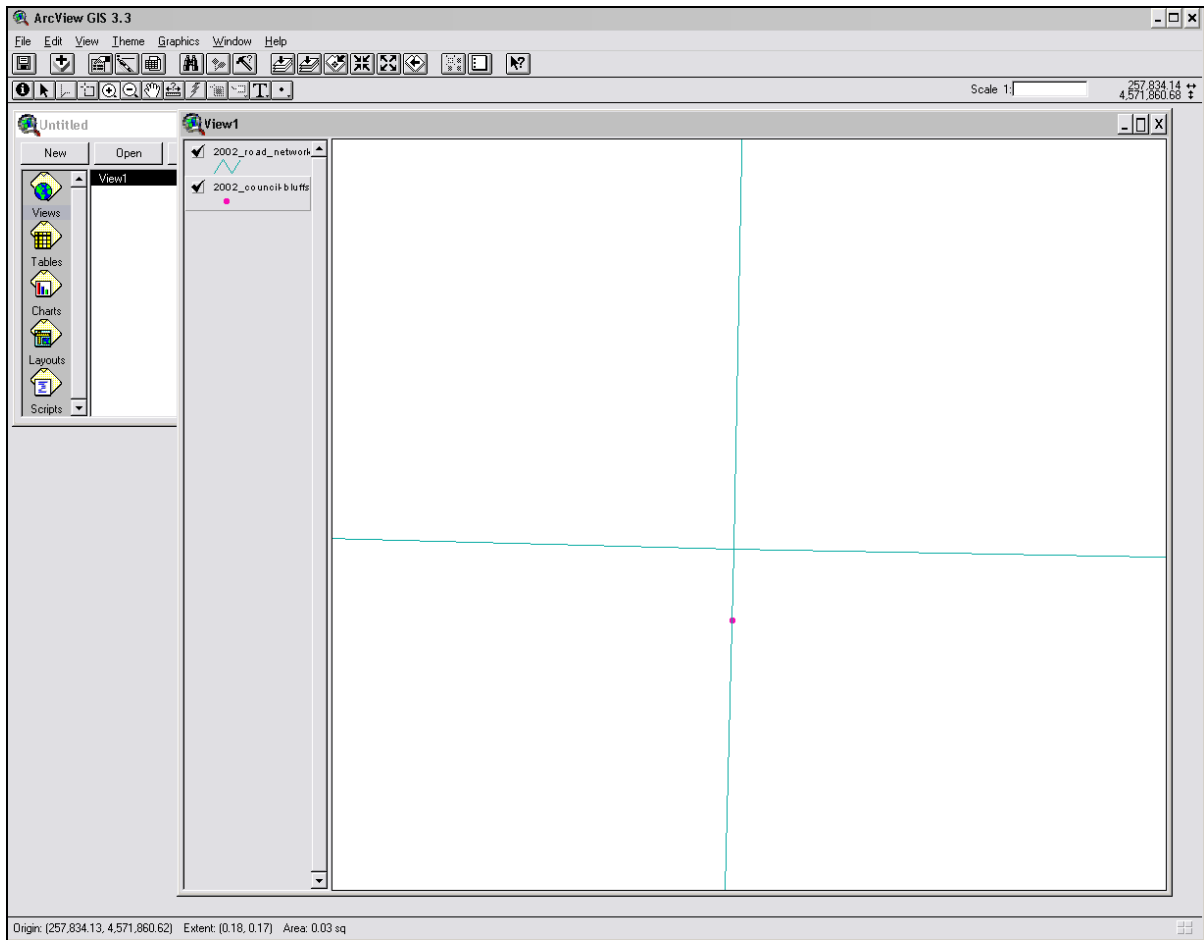 ArcView GIS 3.3
File Edit View Theme Graphics Window Help
Scale 1:
257,834.14
4,571,860.68
Untitled
New Open
View1
Views
Tables
Charts
Layouts
Scripts
View1
2002_road_network
2002_council-bluffs
Origin: (257,834.13, 4,571,860.62) Extent: (0.18, 0.17) Area: 0.03 sq